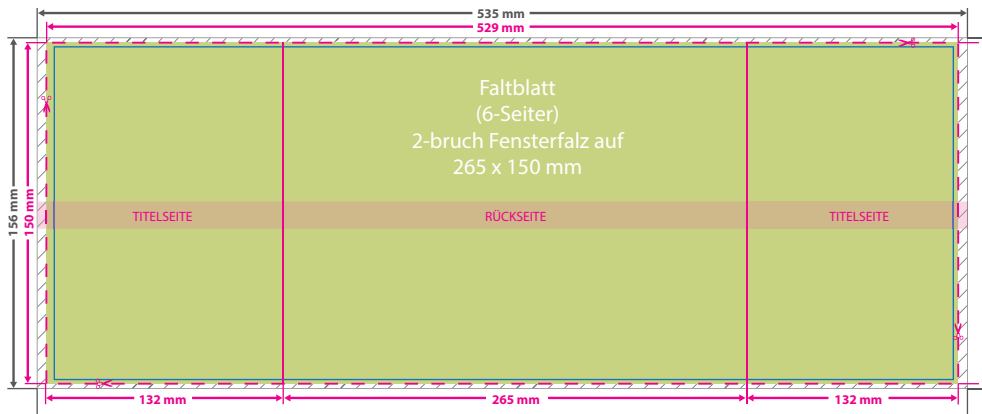 535 mm
529 mm
Faltblatt
(6-Seiter)
2-bruch Fensterfalz auf
265 x 150 mm
156 mm
150 mm
TITELSEITE
RÜCKSEITE
TITELSEITE
132 mm
265 mm
132 mm